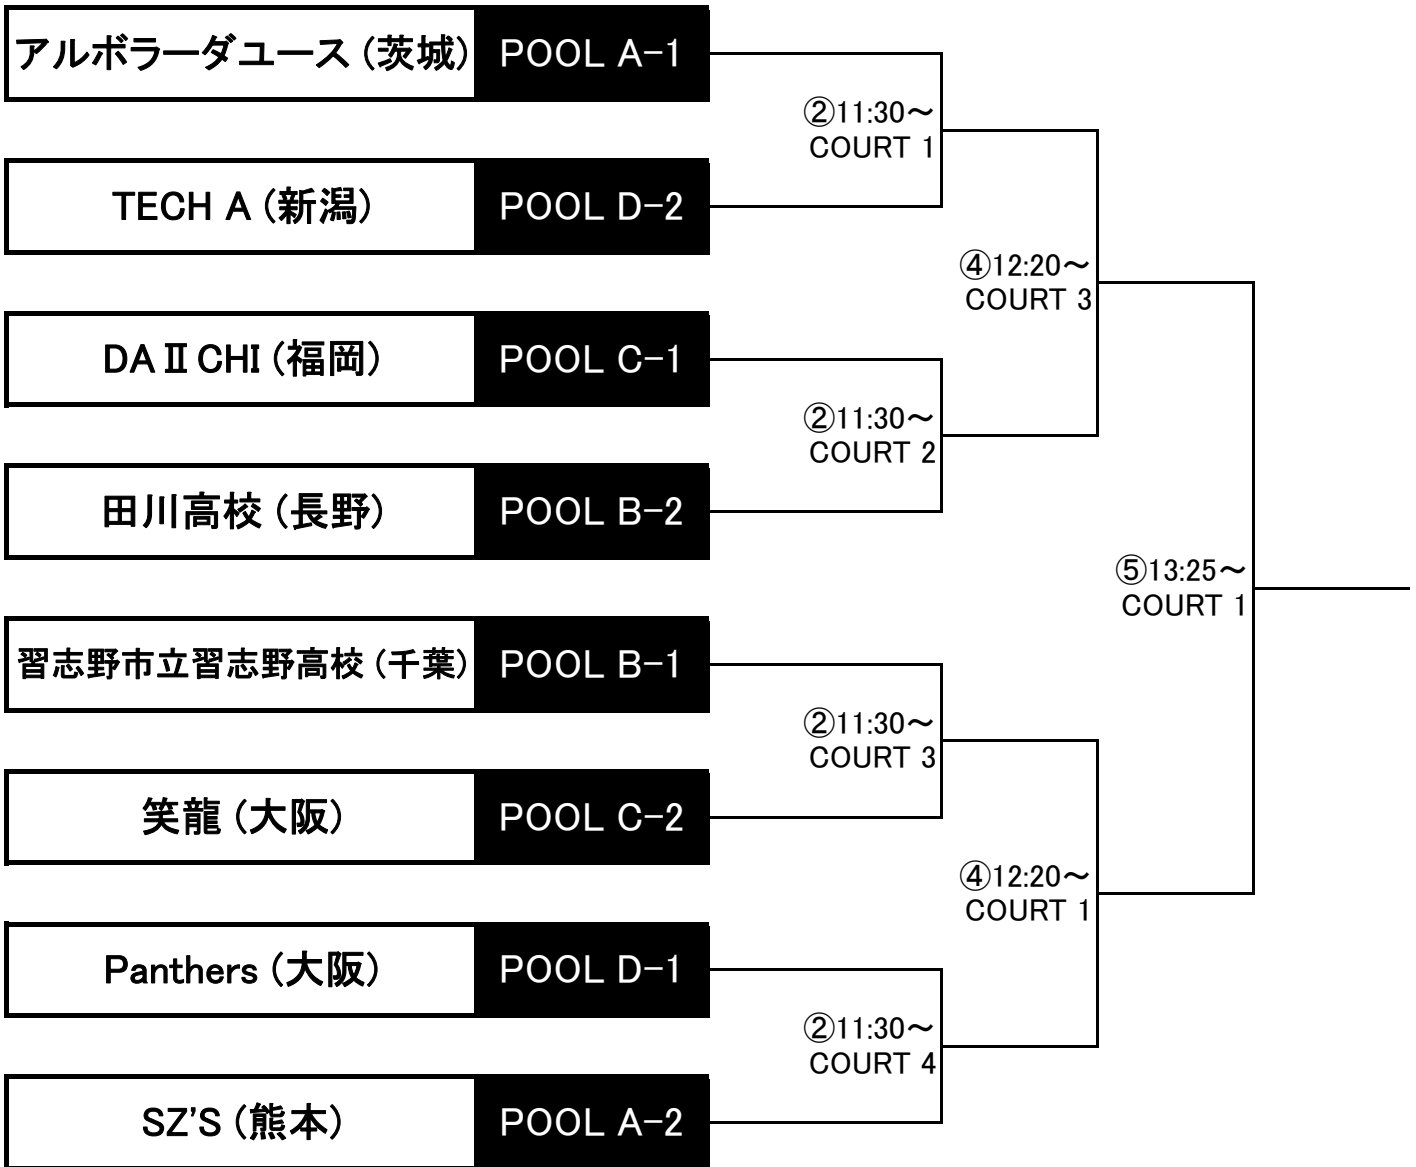 アルボラーダユース（茨城） POOL A-1
②11:30～
COURT 1
TECH A（新潟） POOL D-2
④12:20～
COURT 3
DAⅡCHI（福岡） POOL C-1
②11:30～
COURT 2
田川高校（長野） POOL B-2
⑤13:25～
COURT 1
習志野市立習志野高校（千葉） POOL B-1
②11:30～
COURT 3
笑龍（大阪） POOL C-2
④12:20～
COURT 1
Panthers（大阪） POOL D-1
②11:30～
COURT 4
SZ'S（熊本） POOL A-2